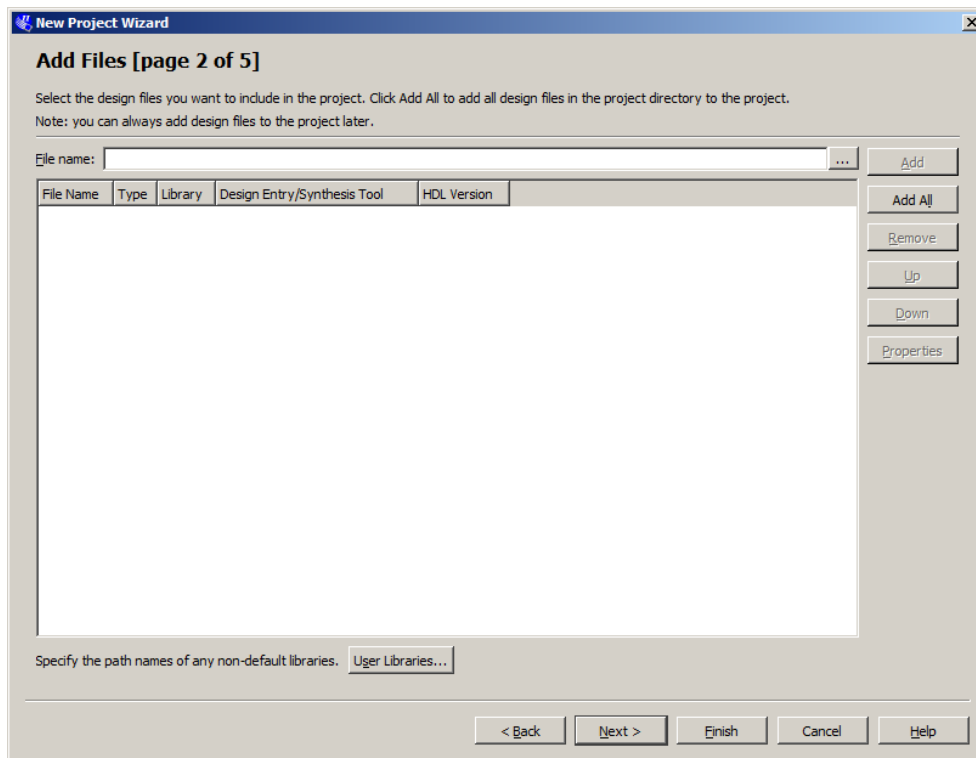 New Project Wizard
Add Files [page 2 of 5]
Select the design files you want to include in the project. Click Add All to add all design files in the project directory to the project.
Note: you can always add design files to the project later.
File name: ... Add
File Name Type Library Design Entry/Synthesis Tool HDL Version
Add All
Remove
Up
Down
Properties
Specify the path names of any non-default libraries. User Libraries...
< Back Next > Finish Cancel Help